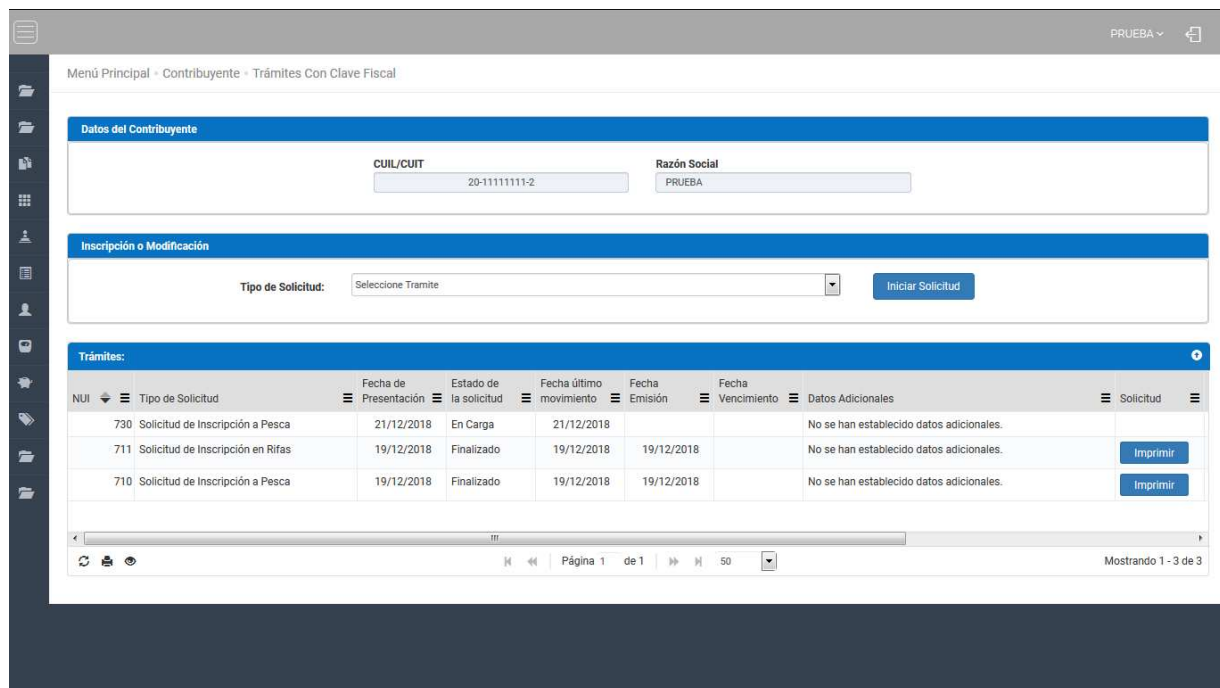 PRUEBA
Menú Principal • Contribuyente • Trámites Con Clave Fiscal
Datos del Contribuyente
CUIL/CUIT Razón Social
20-11111111-2 PRUEBA
Inscripción o Modificación
Tipo de Solicitud: Seleccione Tramite Iniciar Solicitud
Trámites:
NUI Tipo de Solicitud Fecha de Presentación Estado de la solicitud Fecha último movimiento Fecha Emisión Fecha Vencimiento Datos Adicionales Solicitud
730 Solicitud de Inscripción a Pesca 21/12/2018 En Carga 21/12/2018 No se han establecido datos adicionales.
711 Solicitud de Inscripción en Rifas 19/12/2018 Finalizado 19/12/2018 19/12/2018 No se han establecido datos adicionales. Imprimir
710 Solicitud de Inscripción a Pesca 19/12/2018 Finalizado 19/12/2018 19/12/2018 No se han establecido datos adicionales. Imprimir
Página 1 de 1 50 Mostrando 1 - 3 de 3